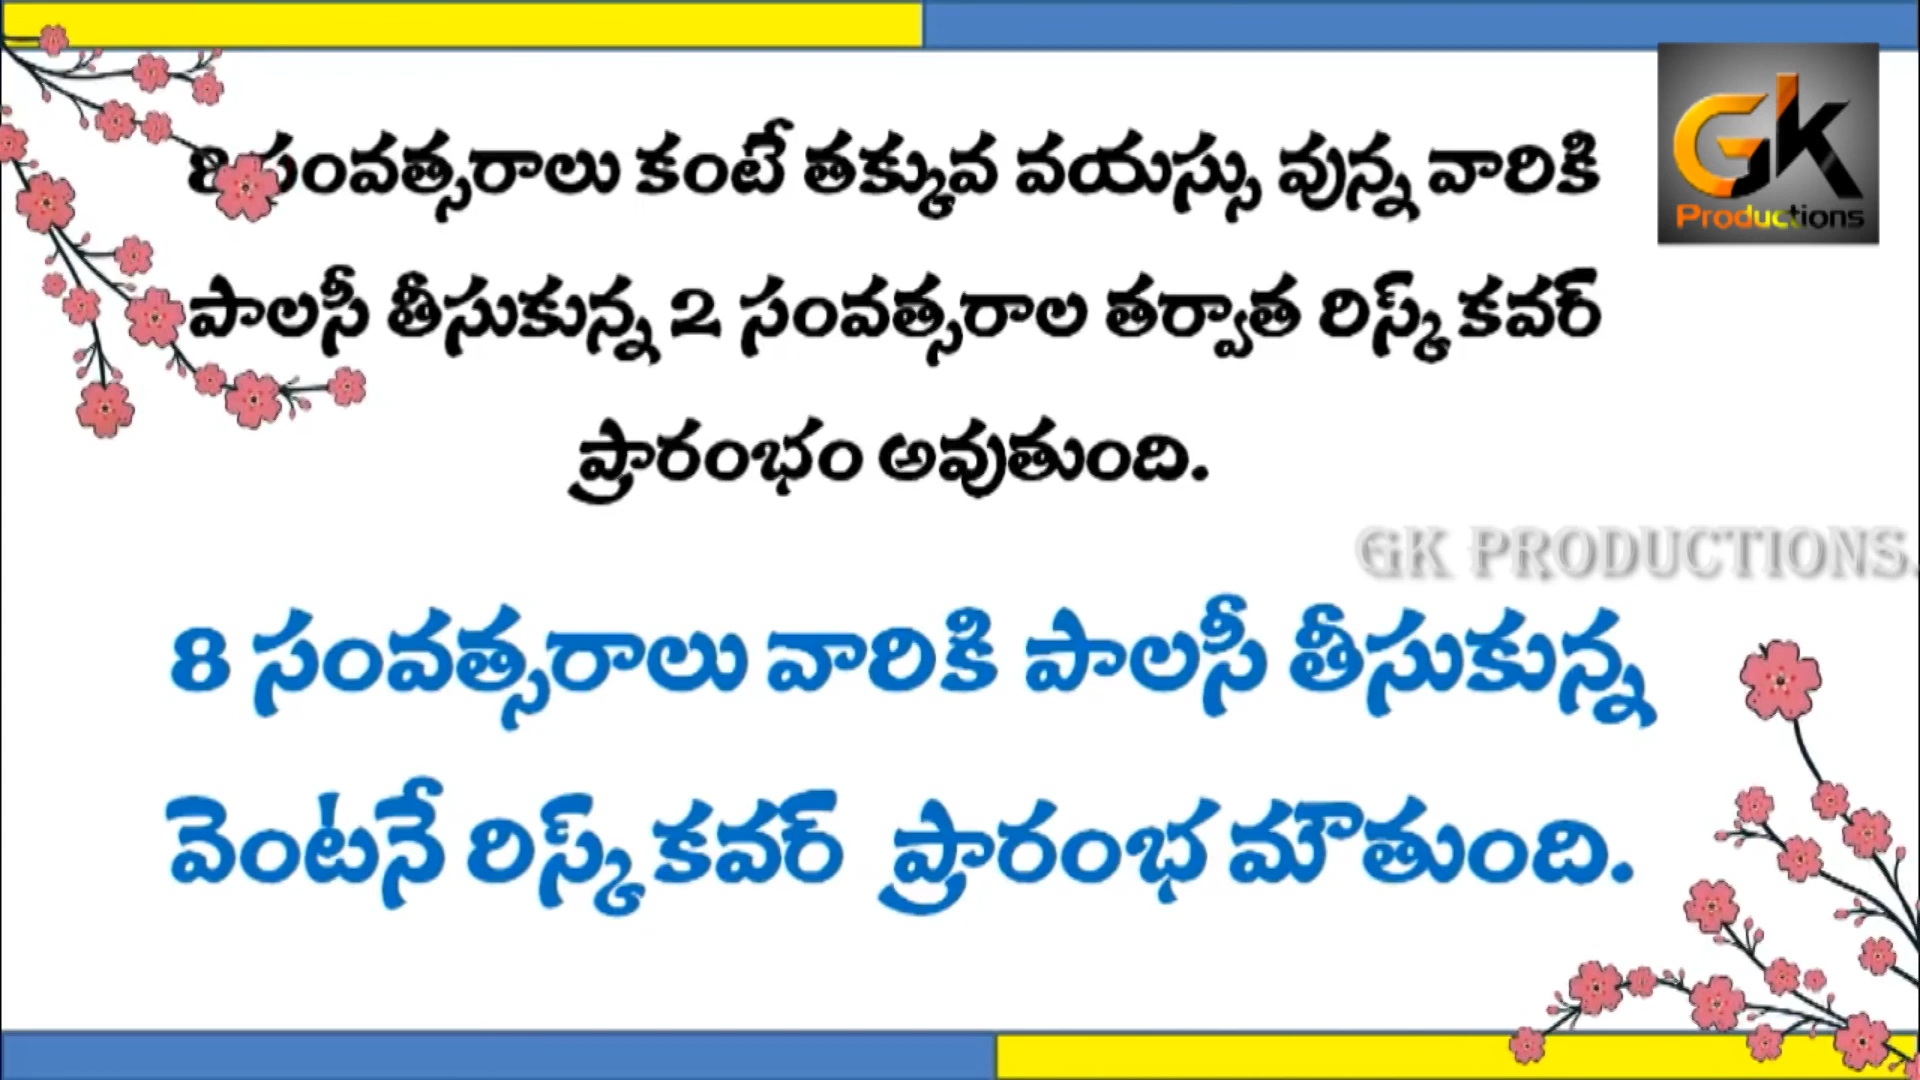 8 సంవత్సరాలు కంటే తక్కువ వయస్సు వున్న వారికి
పాలసీ తీసుకున్న 2 సంవత్సరాల తర్వాత రిస్క్ కవర్
ప్రారంభం అవుతుంది.
8 సంవత్సరాలు వారికి పాలసీ తీసుకున్న
వెంటనే రిస్క్ కవర్ ప్రారంభ మౌతుంది.
GK Productions
GK PRODUCTIONS.